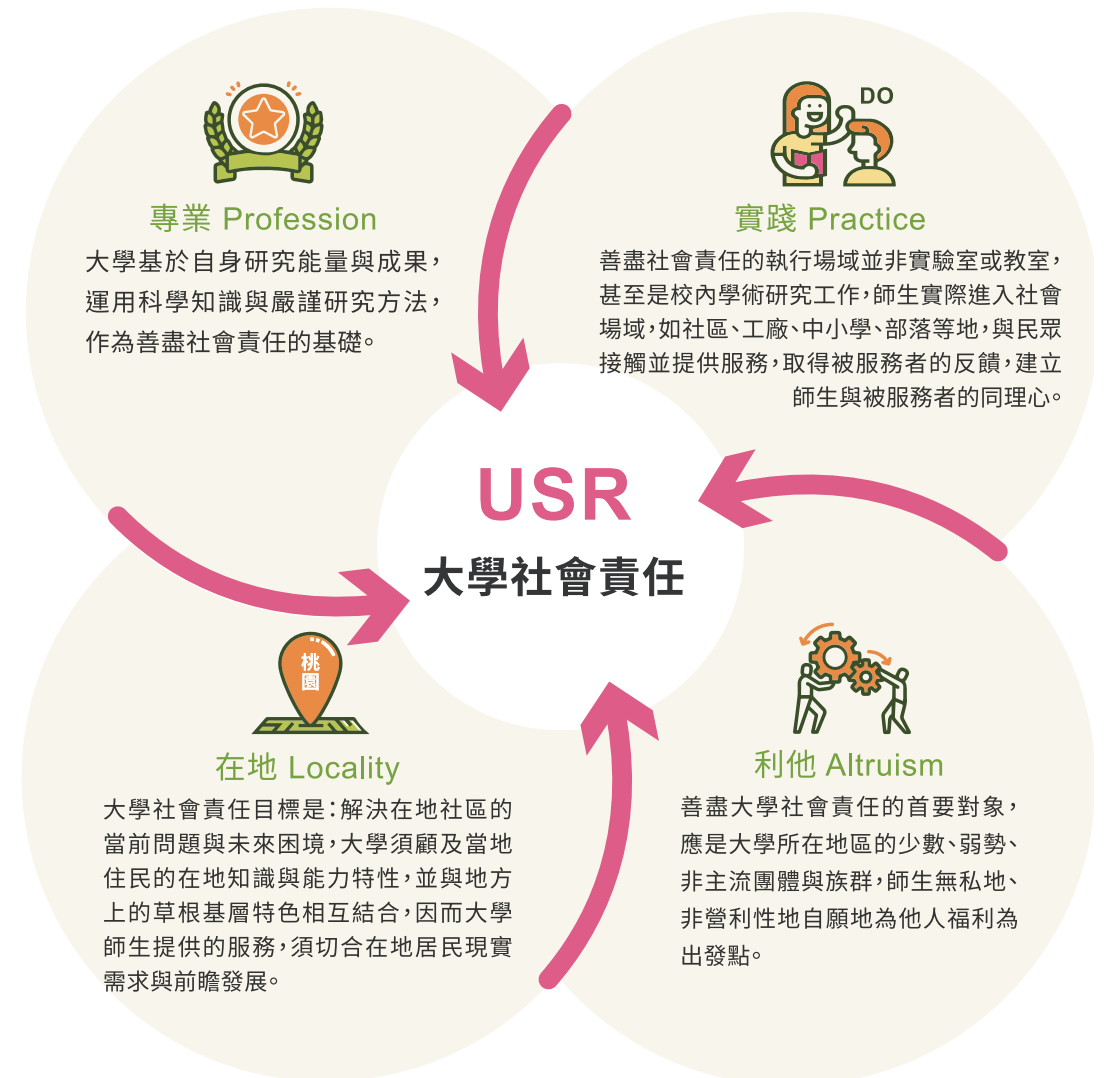 專業 Profession
大學基於自身研究能量與成果，
運用科學知識與嚴謹研究方法，
作為善盡社會責任的基礎。
DO
實踐 Practice
善盡社會責任的執行場域並非實驗室或教室，
甚至是校內學術研究工作，師生實際進入社會
場域，如社區、工廠、中小學、部落等地，與民眾
接觸並提供服務，取得被服務者的反饋，建立
師生與被服務者的同理心。
USR
大學社會責任
桃
園
在地 Locality
大學社會責任目標是：解決在地社區的
當前問題與未來困境，大學須顧及當地
住民的在地知識與能力特性，並與地方
上的草根基層特色相互結合，因而大學
師生提供的服務，須切合在地居民現實
需求與前瞻發展。
利他 Altruism
善盡大學社會責任的首要對象，
應是大學所在地區的少數、弱勢、
非主流團體與族群，師生無私地、
非營利性地自願地為他人福利為
出發點。